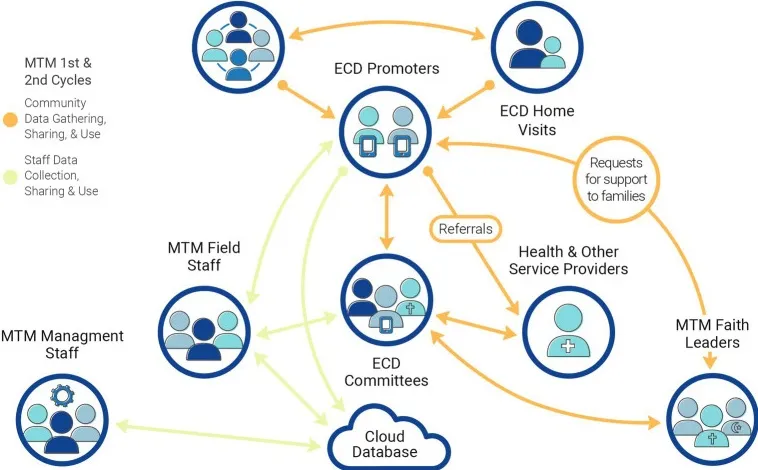 MTM 1st &
2nd Cycles
Community
Data Gathering,
Sharing, & Use
Staff Data
Collection,
Sharing & Use
ECD Promoters
ECD Home
Visits
Requests
for support
to families
Referrals
MTM Field
Staff
Health & Other
Service Providers
MTM Managment
Staff
ECD
Committees
MTM Faith
Leaders
Cloud
Database